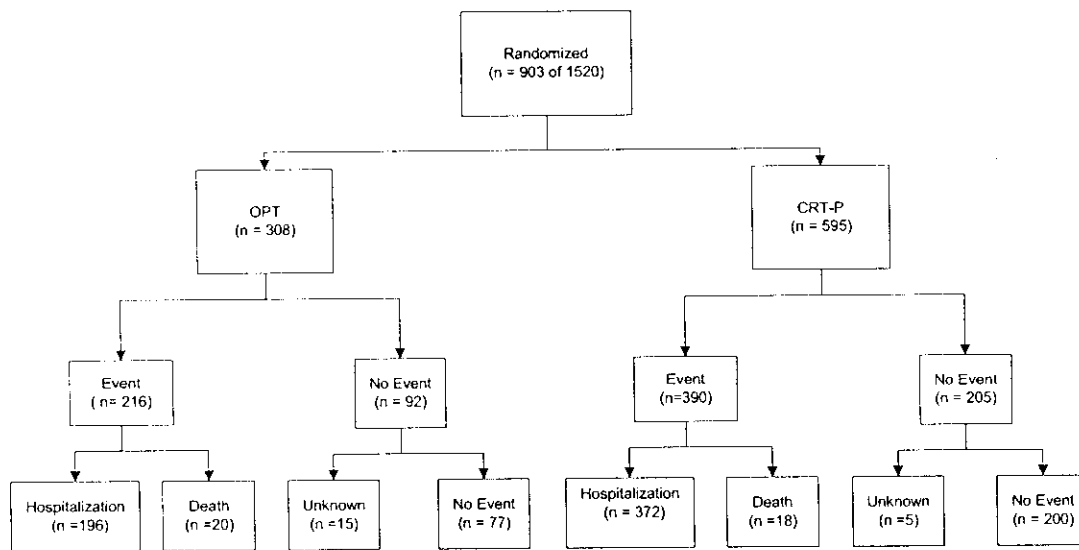 Randomized
(n = 903 of 1520)
OPT
(n = 308)
CRT-P
(n = 595)
Event
( n= 216)
No Event
(n = 92)
Event
(n=390)
No Event
(n = 205)
Hospitalization
(n =196)
Death
(n =20)
Unknown
(n =15)
No Event
(n = 77)
Hospitalization
(n = 372)
Death
(n =18)
Unknown
(n =5)
No Event
(n = 200)